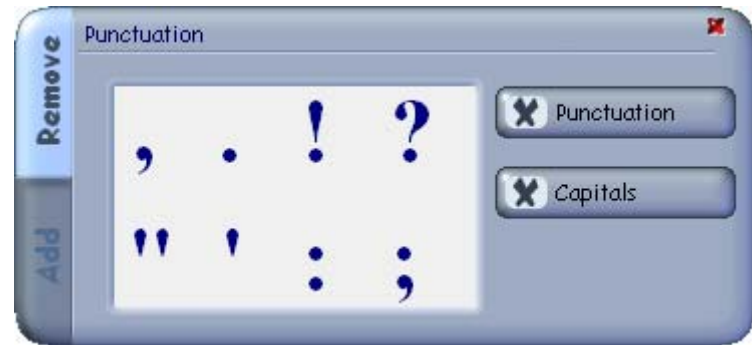 Punctuation
Remove
Add
, . ! ?
" ' : ;
Punctuation
Capitals